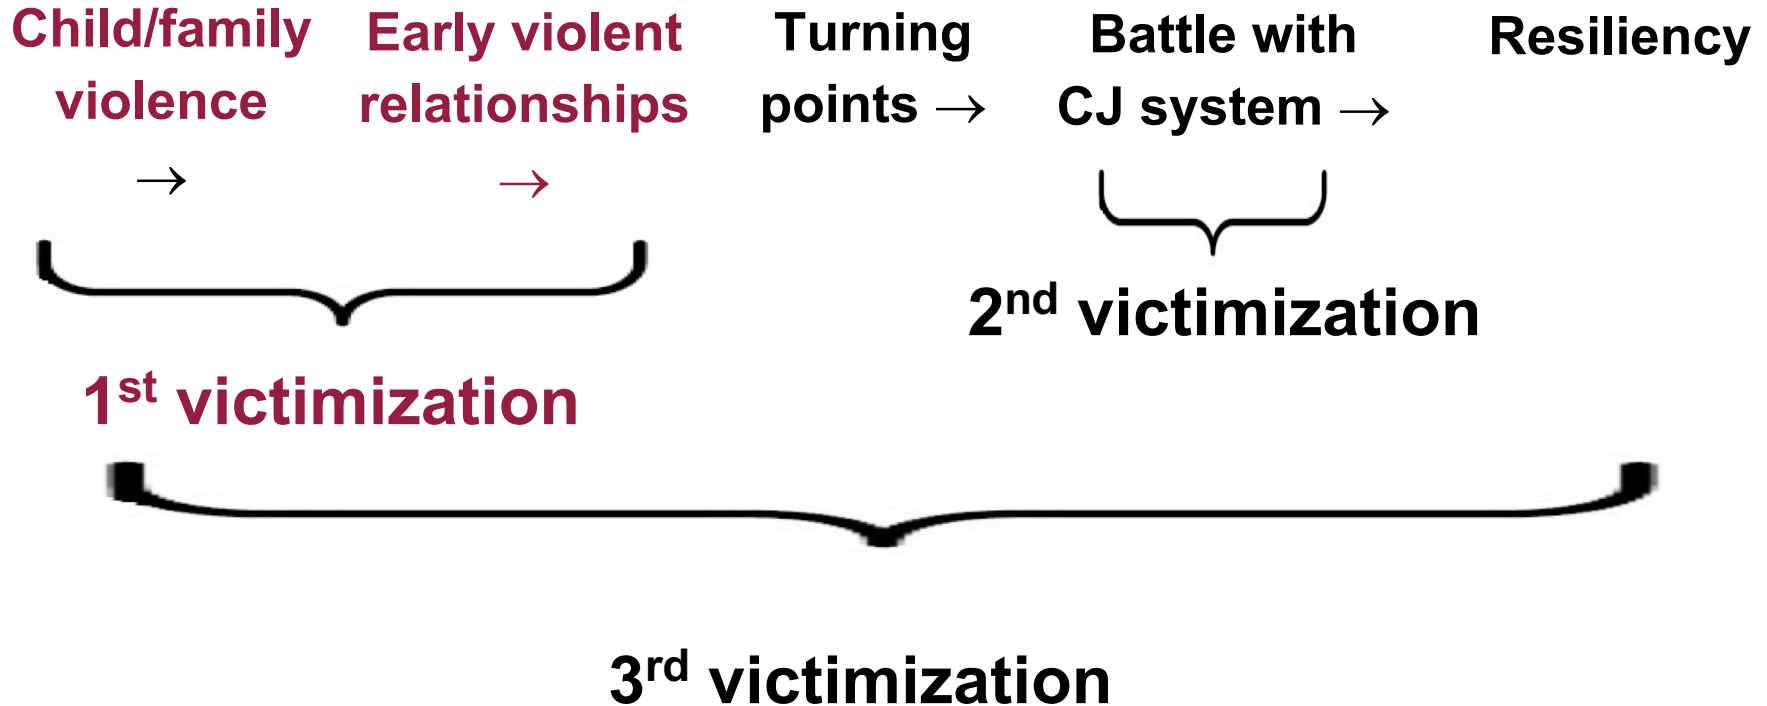 Child/family
violence
→
Early violent
relationships
→
Turning
points →
Battle with
CJ system →
Resiliency
2nd victimization
1st victimization
3rd victimization